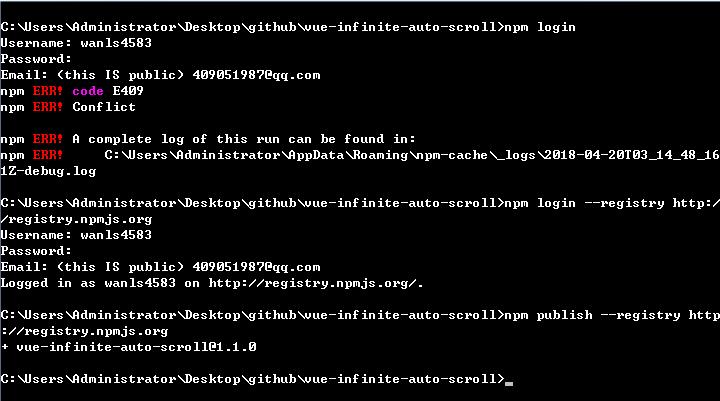 C:\Users\Administrator\Desktop\github\vue-infinite-auto-scroll>npm login
Username: wanls4583
Password:
Email: (this IS public) 409051987@qq.com
npm ERR! code E409
npm ERR! Conflict
npm ERR! A complete log of this run can be found in:
npm ERR!     C:\Users\Administrator\AppData\Roaming\npm-cache\_logs\2018-04-20T03_14_48_16
1Z-debug.log
C:\Users\Administrator\Desktop\github\vue-infinite-auto-scroll>npm login --registry http:/
/registry.npmjs.org
Username: wanls4583
Password:
Email: (this IS public) 409051987@qq.com
Logged in as wanls4583 on http://registry.npmjs.org/.
C:\Users\Administrator\Desktop\github\vue-infinite-auto-scroll>npm publish --registry http
://registry.npmjs.org
+ vue-infinite-auto-scroll@1.1.0
C:\Users\Administrator\Desktop\github\vue-infinite-auto-scroll>_